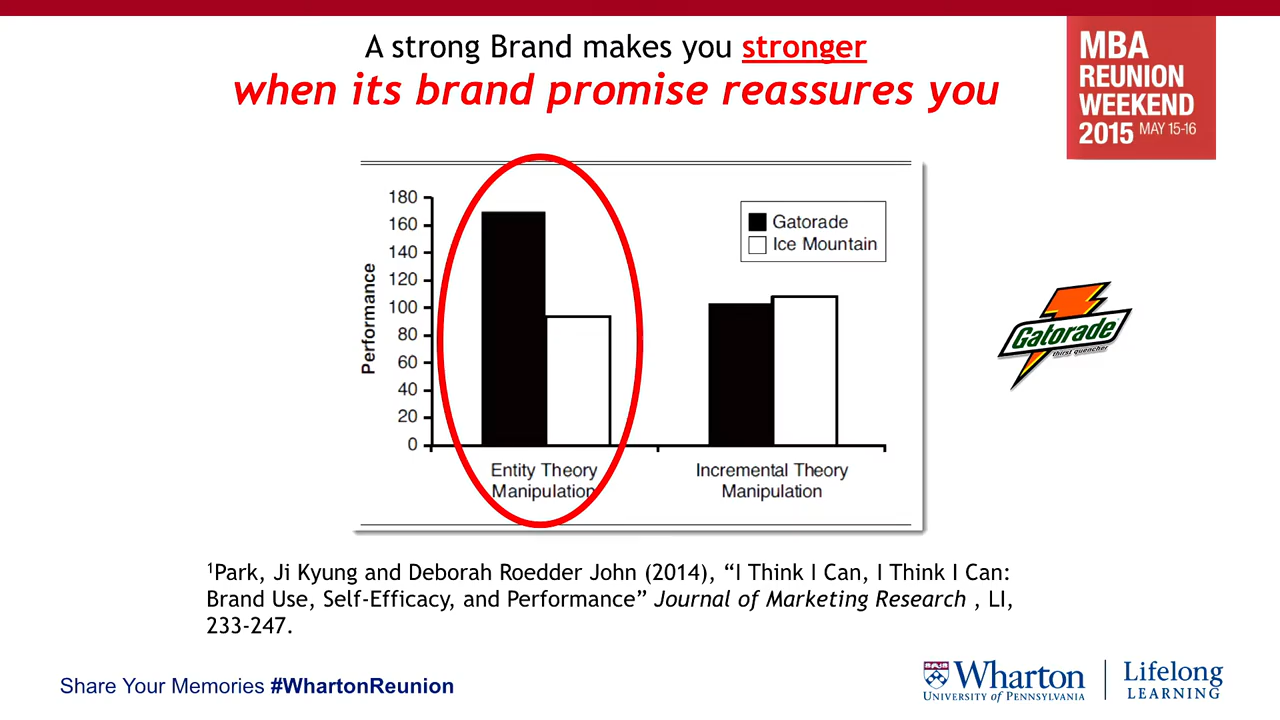 A strong Brand makes you stronger
when its brand promise reassures you
MBA
REUNION
WEEKEND
2015 MAY 15-16
180
160
140
120
100
80
60
40
20
0
Performance
Gatorade
Ice Mountain
Entity Theory
Manipulation
Incremental Theory
Manipulation
Gatorade
thirst quencher
¹Park, Ji Kyung and Deborah Roedder John (2014), “I Think I Can, I Think I Can:
Brand Use, Self-Efficacy, and Performance” Journal of Marketing Research , LI,
233-247.
Share Your Memories #WhartonReunion
Wharton
UNIVERSITY of PENNSYLVANIA
Lifelong
LEARNING